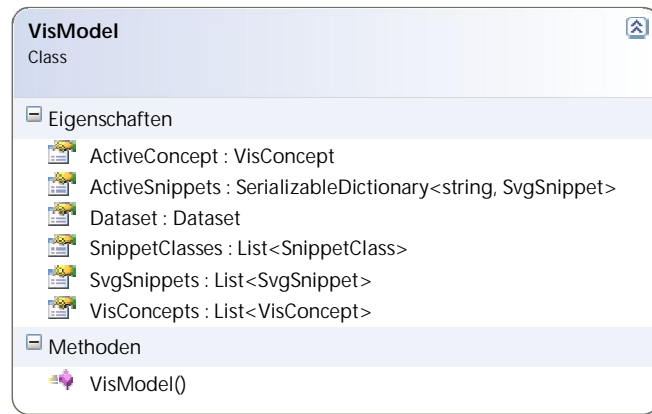 VisModel
Class
Eigenschaften
ActiveConcept : VisConcept
ActiveSnippets : SerializableDictionary<string, SvgSnippet>
Dataset : Dataset
SnippetClasses : List<SnippetClass>
SvgSnippets : List<SvgSnippet>
VisConcepts : List<VisConcept>
Methoden
VisModel()